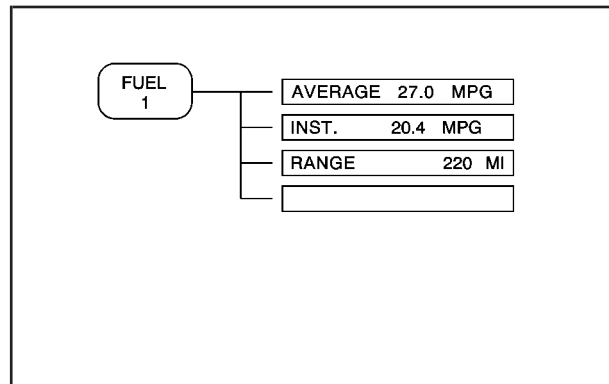 FUEL
1
AVERAGE 27.0 MPG
INST. 20.4 MPG
RANGE 220 MI